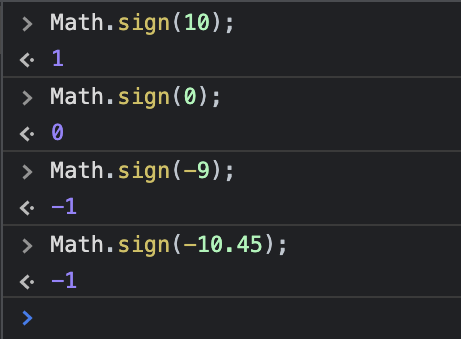 > Math.sign(10);
<· 1
> Math.sign(0);
<· 0
> Math.sign(-9);
<· -1
> Math.sign(-10.45);
<· -1
>